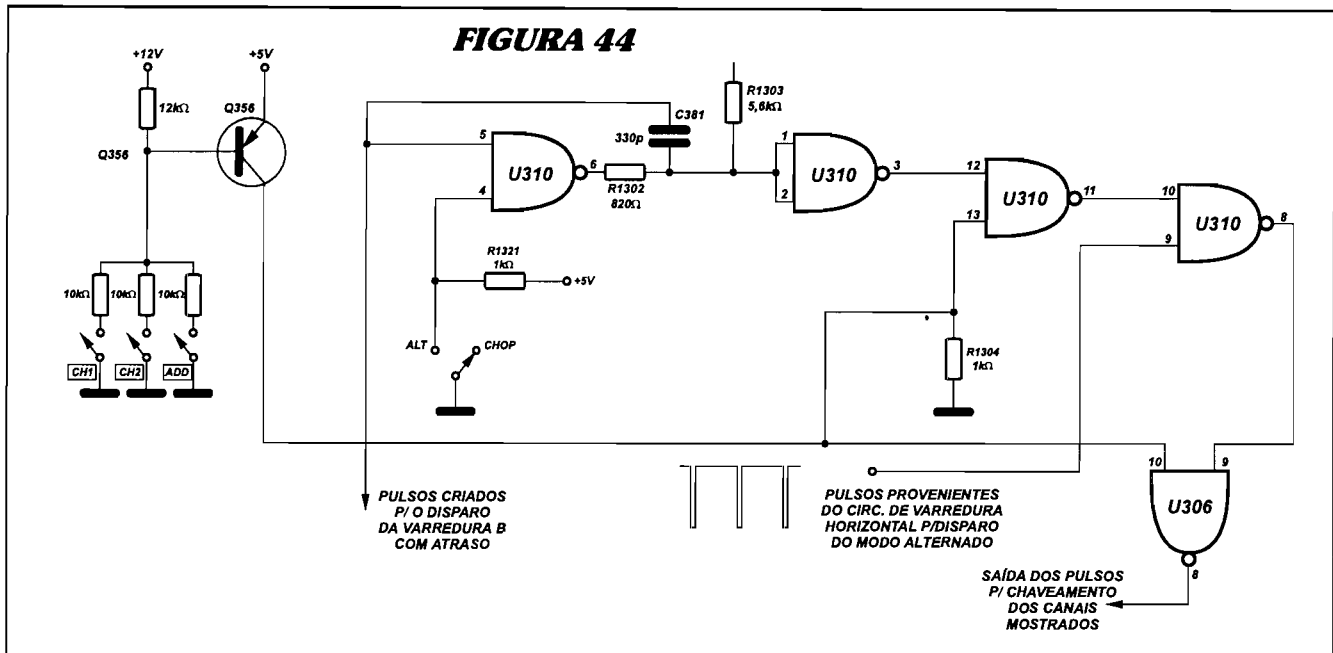 FIGURA 44
+12V
+5V
12kΩ
Q356
Q356
10kΩ
10kΩ
10kΩ
CH1
CH2
ADD
5
4
U310
6
R1302
820Ω
C381
330p
R1303
5,6kΩ
1
2
U310
3
12
13
U310
11
10
9
U310
8
R1321
1kΩ
+5V
ALT
CHOP
R1304
1kΩ
PULSOS CRIADOS
P/ O DISPARO
DA VARREDURA B
COM ATRASO
PULSOS PROVENIENTES
DO CIRC. DE VARREDURA
HORIZONTAL P/DISPARO
DO MODO ALTERNADO
10
9
U306
8
SAÍDA DOS PULSOS
P/ CHAVEAMENTO
DOS CANAIS
MOSTRADOS